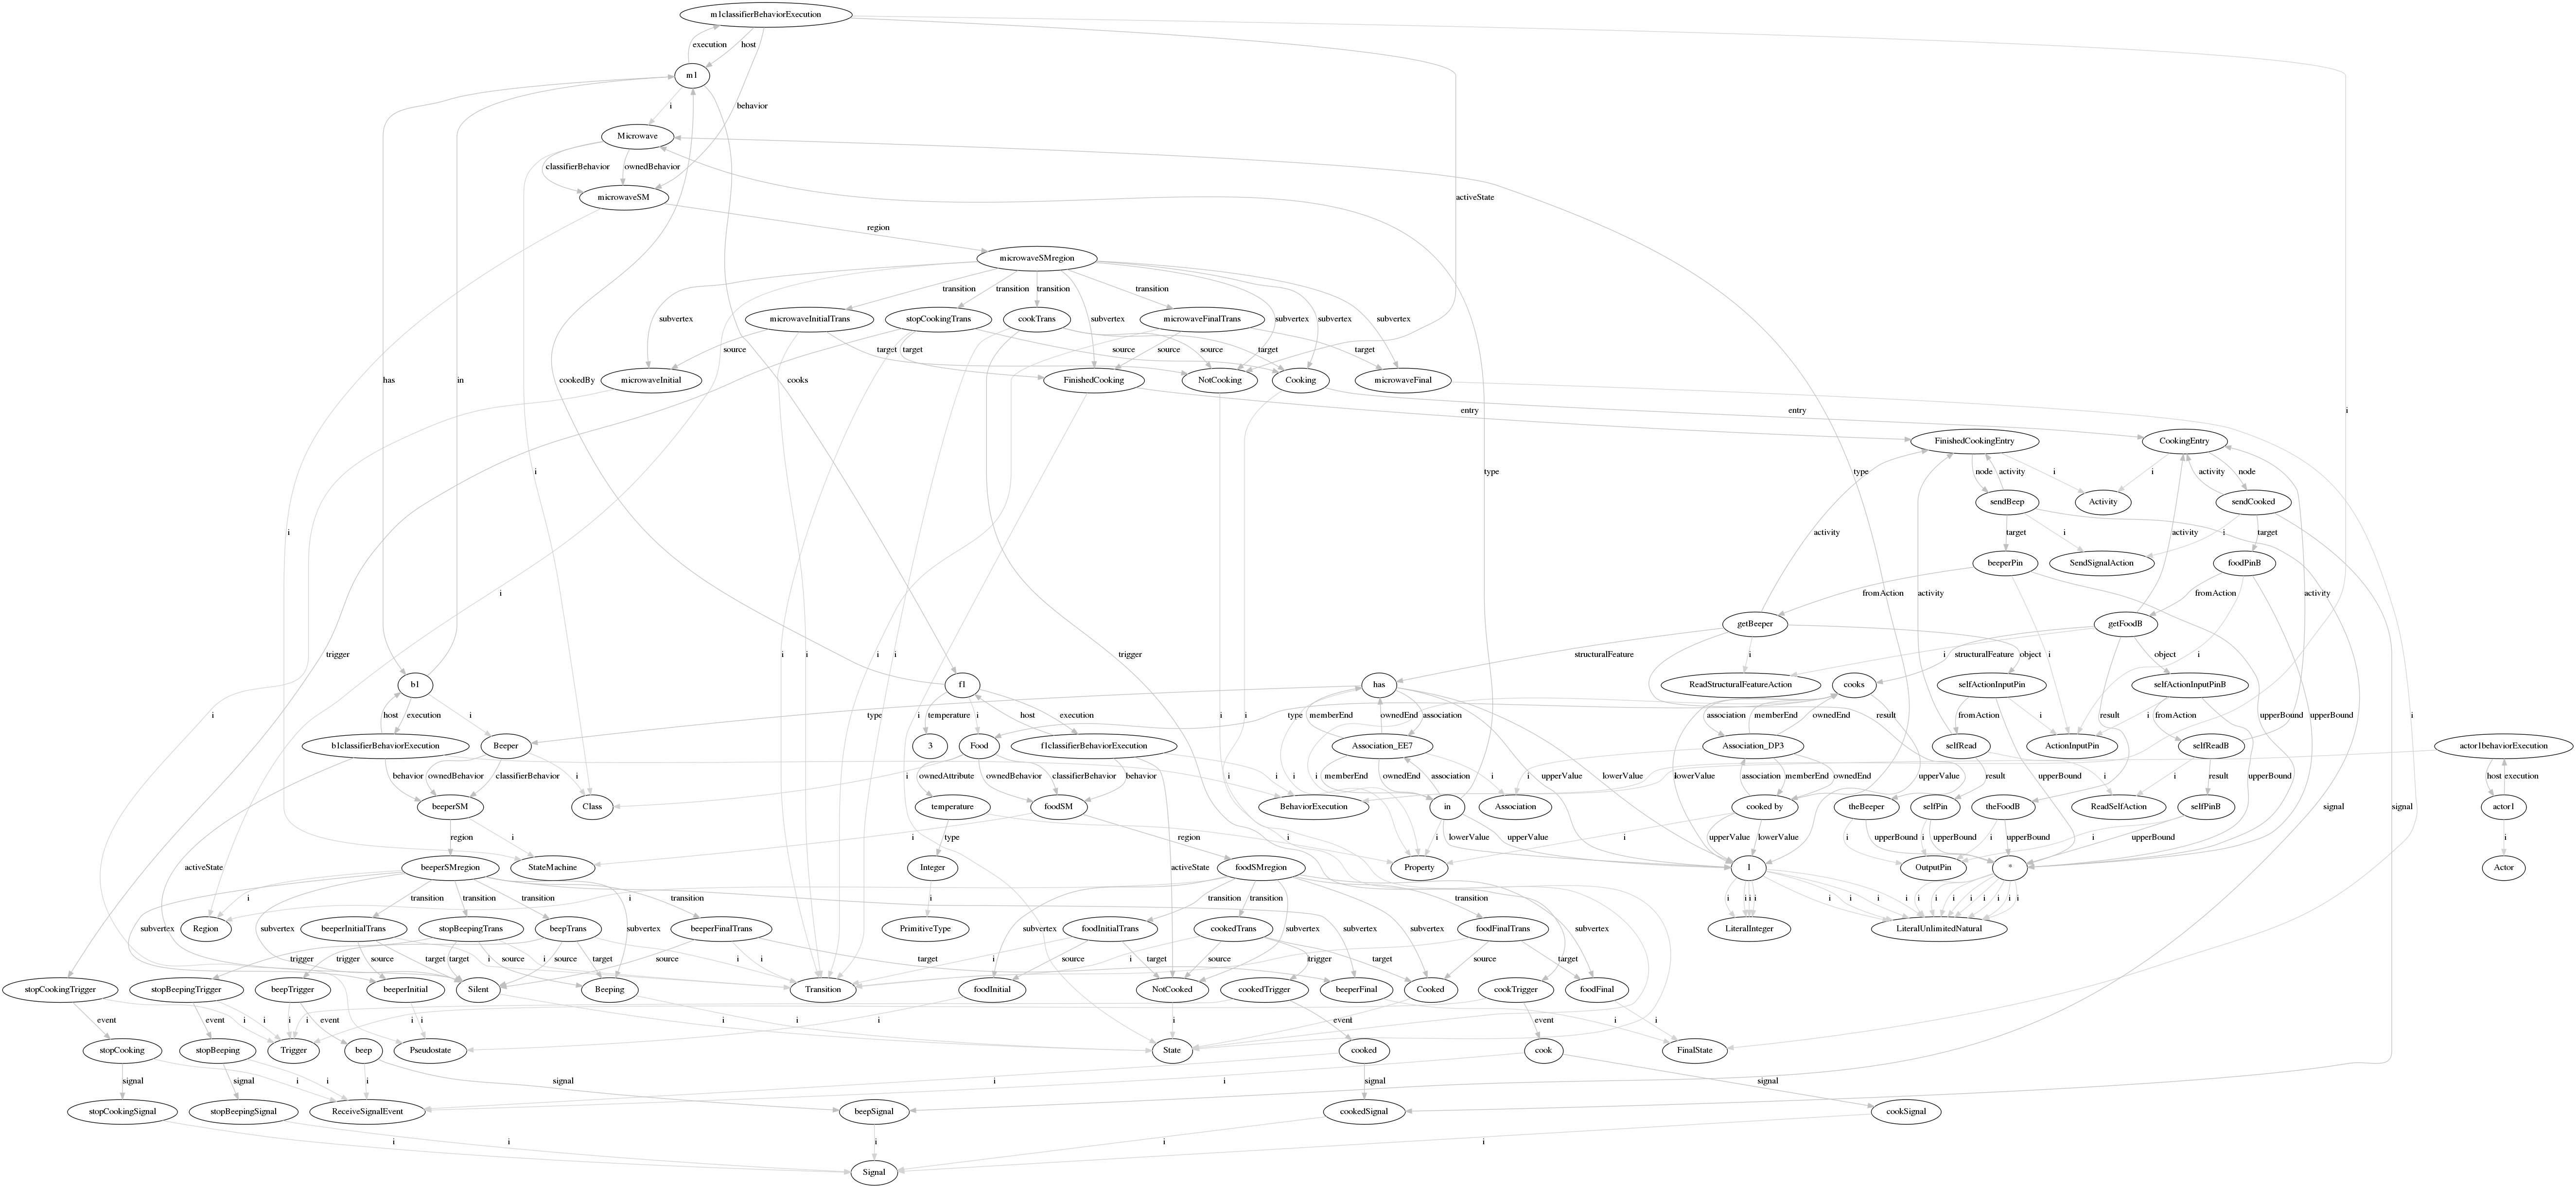 m1classifierBehaviorExecution
execution
host
m1
i
behavior
Microwave
classifierBehavior
ownedBehavior
activeState
microwaveSM
region
microwaveSMregion
transition
transition
transition
transition
subvertex
microwaveInitialTrans
stopCookingTrans
cookTrans
subvertex
microwaveFinalTrans
subvertex
subvertex
subvertex
source
target
target
source
source
source
target
target
has
in
cookedBy
cooks
microwaveInitial
FinishedCooking
NotCooking
Cooking
microwaveFinal
entry
entry
i
FinishedCookingEntry
CookingEntry
i
type
type
node
activity
i
i
activity
node
sendBeep
Activity
sendCooked
activity
target
i
i
target
activity
beeperPin
SendSignalAction
foodPinB
i
fromAction
activity
fromAction
activity
getBeeper
getFoodB
trigger
i
i
i
i
trigger
structuralFeature
i
object
i
i
structuralFeature
object
i
b1
f1
has
ReadStructuralFeatureAction
cooks
selfActionInputPin
selfActionInputPinB
host
execution
i
type
temperature
i
host
execution
memberEnd
ownedEnd
association
type
association
memberEnd
ownedEnd
result
fromAction
i
result
i
fromAction
upperBound
upperBound
b1classifierBehaviorExecution
Beeper
3
Food
f1classifierBehaviorExecution
Association_EE7
Association_DP3
selfRead
ActionInputPin
selfReadB
actor1behaviorExecution
behavior
ownedBehavior
classifierBehavior
i
i
ownedAttribute
ownedBehavior
classifierBehavior
behavior
i
i
i
i
memberEnd
ownedEnd
association
i
i
upperValue
lowerValue
lowerValue
association
memberEnd
ownedEnd
upperValue
result
upperBound
i
i
result
upperBound
host
execution
beeperSM
Class
temperature
foodSM
BehaviorExecution
in
Association
cooked by
theBeeper
selfPin
theFoodB
ReadSelfAction
selfPinB
actor1
activeState
region
i
type
i
region
activeState
i
i
lowerValue
upperValue
i
upperValue
lowerValue
i
upperBound
i
upperBound
i
upperBound
i
upperBound
signal
signal
i
beeperSMregion
StateMachine
Integer
foodSMregion
Property
1
OutputPin
*
Actor
subvertex
i
subvertex
transition
transition
transition
transition
subvertex
i
i
transition
transition
transition
i
i
i
i
i
i
i
i
i
i
i
i
Region
beeperInitialTrans
stopBeepingTrans
beepTrans
beeperFinalTrans
PrimitiveType
foodInitialTrans
cookedTrans
foodFinalTrans
LiteralInteger
LiteralUnlimitedNatural
subvertex
subvertex
subvertex
subvertex
subvertex
trigger
trigger
source
target
target
i
source
i
source
target
i
source
i
target
i
source
target
i
source
target
trigger
source
target
stopCookingTrigger
stopBeepingTrigger
beepTrigger
beeperInitial
Silent
Beeping
Transition
foodInitial
NotCooked
cookedTrigger
beeperFinal
Cooked
cookTrigger
foodFinal
event
i
event
i
i
event
i
i
i
i
i
i
event
i
event
i
i
stopCooking
stopBeeping
Trigger
beep
Pseudostate
State
cooked
cook
FinalState
signal
i
signal
i
i
signal
i
signal
i
signal
stopCookingSignal
stopBeepingSignal
ReceiveSignalEvent
beepSignal
cookedSignal
cookSignal
i
i
i
i
i
Signal